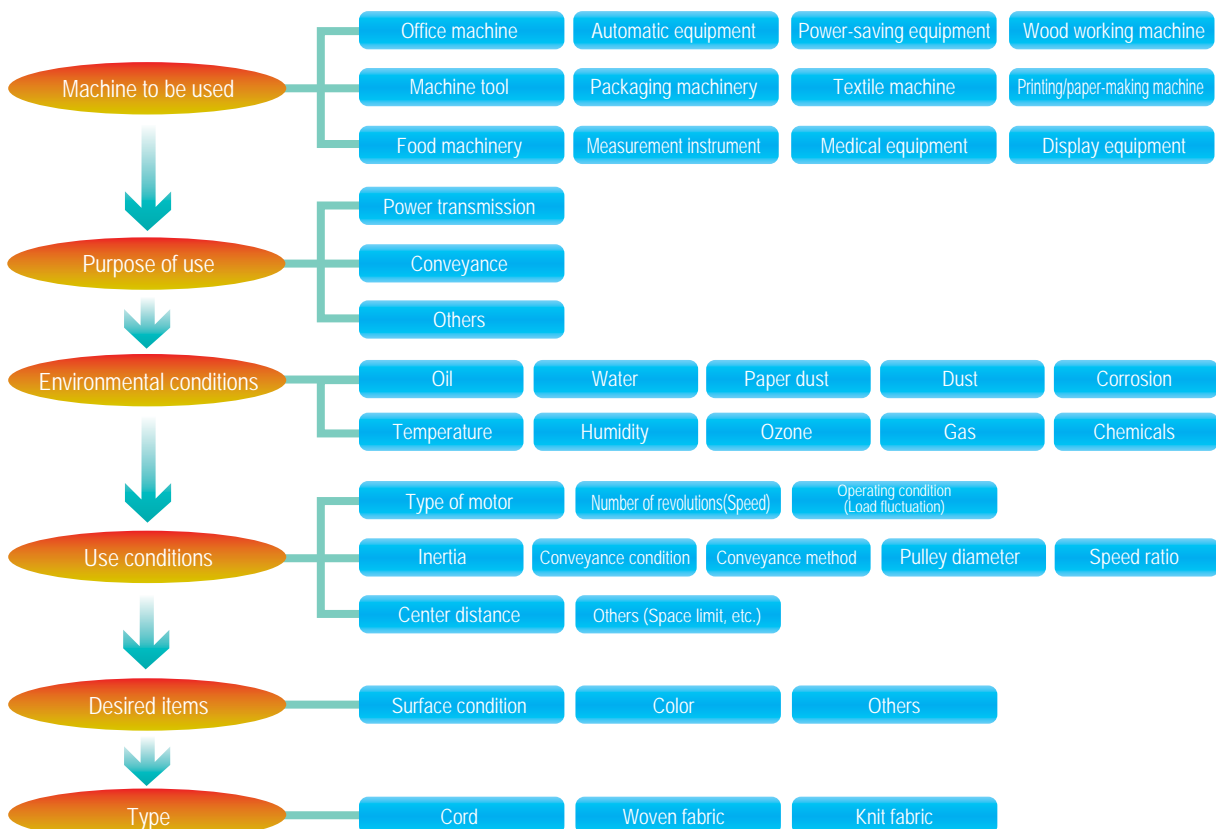 Office machine
Automatic equipment
Power-saving equipment
Wood working machine
Machine to be used
Machine tool
Packaging machinery
Textile machine
Printing/paper-making machine
Food machinery
Measurement instrument
Medical equipment
Display equipment
Power transmission
Purpose of use
Conveyance
Others
Environmental conditions
Oil
Water
Paper dust
Dust
Corrosion
Temperature
Humidity
Ozone
Gas
Chemicals
Type of motor
Number of revolutions(Speed)
Operating condition
(Load fluctuation)
Use conditions
Inertia
Conveyance condition
Conveyance method
Pulley diameter
Speed ratio
Center distance
Others (Space limit, etc.)
Desired items
Surface condition
Color
Others
Type
Cord
Woven fabric
Knit fabric